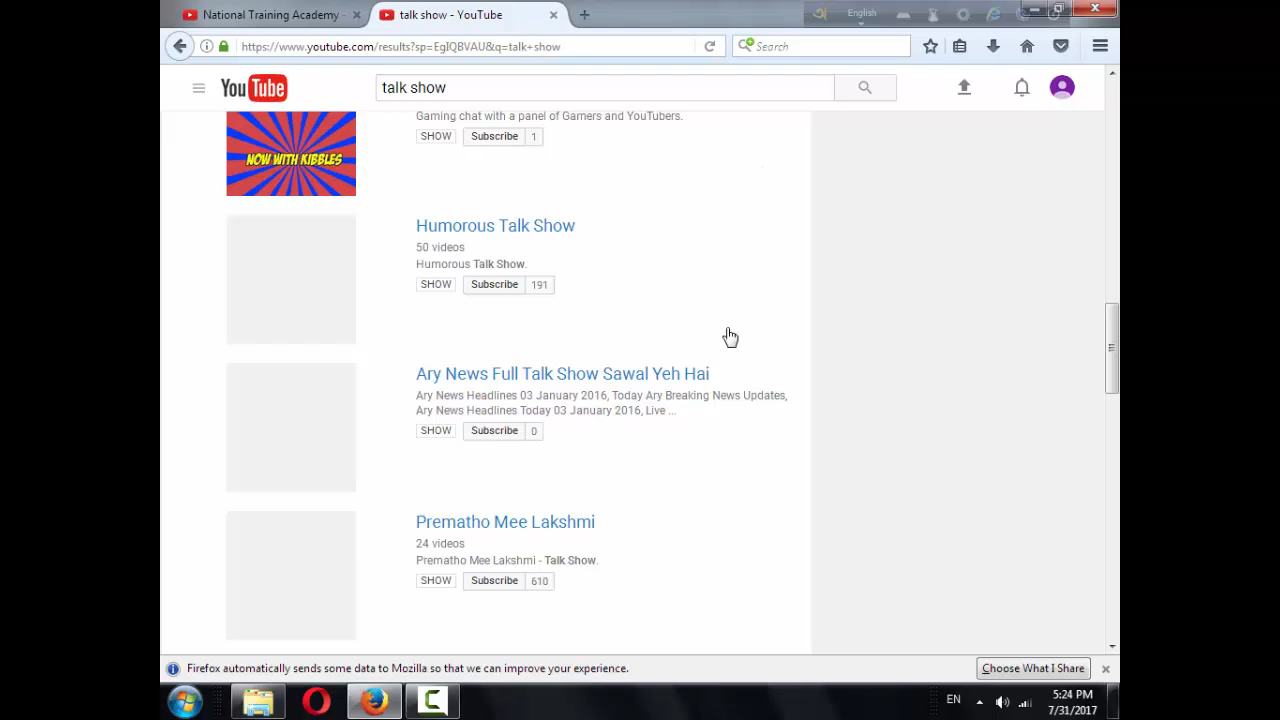 National Training Academy -
talk show - YouTube
English
https://www.youtube.com/results?sp=EgIQBVAU&q=talk+show
Search
YouTube
talk show
Gaming chat with a panel of Gamers and YouTubers.
SHOW Subscribe 1
NOW WITH KIBBLES
Humorous Talk Show
50 videos
Humorous Talk Show.
SHOW Subscribe 191
Ary News Full Talk Show Sawal Yeh Hai
Ary News Headlines 03 January 2016, Today Ary Breaking News Updates,
Ary News Headlines Today 03 January 2016, Live ...
SHOW Subscribe 0
Prematho Mee Lakshmi
24 videos
Prematho Mee Lakshmi - Talk Show.
SHOW Subscribe 610
Firefox automatically sends some data to Mozilla so that we can improve your experience.
Choose What I Share
EN
5:24 PM
7/31/2017